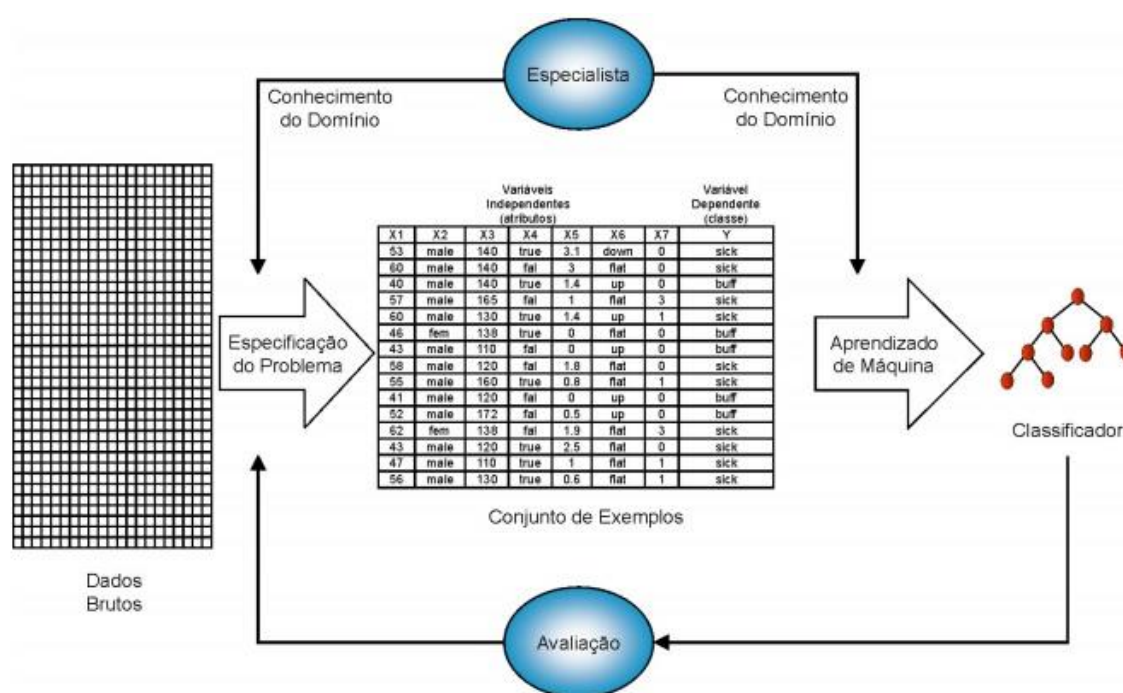 Especialista
Conhecimento
do Domínio
Conhecimento
do Domínio
Variáveis
Independentes
(atributos)
Variável
Dependente
(classe)
X1 X2 X3 X4 X5 X6 X7 Y
53 male 140 true 3.1 down 0 sick
60 male 140 fal 3 flat 0 sick
40 male 140 true 1.4 up 0 buff
57 male 165 fal 1 flat 3 sick
60 male 130 true 1.4 up 1 sick
46 fem 138 true 0 flat 0 buff
43 male 110 fal 0 up 0 buff
58 male 120 fal 1.8 flat 0 sick
55 male 160 true 0.8 flat 1 sick
41 male 120 fal 0 up 0 buff
52 male 172 fal 0.5 up 0 buff
62 fem 138 fal 1.9 flat 3 sick
43 male 120 true 2.5 flat 0 sick
47 male 110 true 1 flat 1 sick
56 male 130 true 0.6 flat 1 sick
Especificação
do Problema
Aprendizado
de Máquina
Classificador
Conjunto de Exemplos
Dados
Brutos
Avaliação